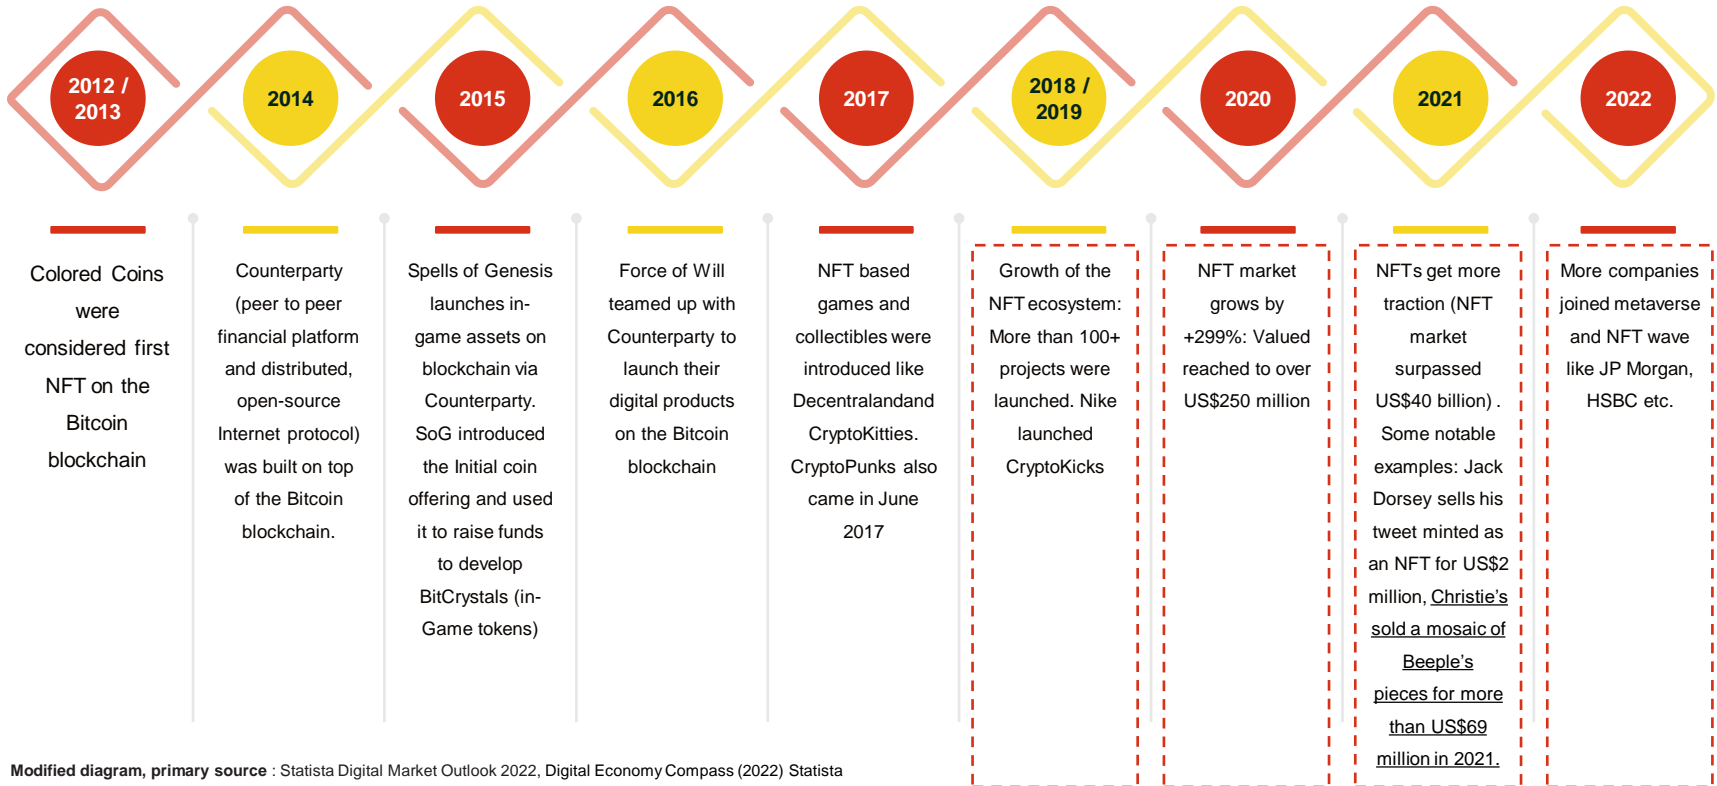 2012 /
2013
2014
2015
2016
2017
2018 /
2019
2020
2021
2022
Colored Coins
were
considered first
NFT on the
Bitcoin
blockchain
Counterparty
(peer to peer
financial platform
and distributed,
open-source
Internet protocol)
was built on top
of the Bitcoin
blockchain.
Spells of Genesis
launches in-
game assets on
blockchain via
Counterparty.
SoG introduced
the Initial coin
offering and used
it to raise funds
to develop
BitCrystals (in-
Game tokens)
Force of Will
teamed up with
Counterparty to
launch their
digital products
on the Bitcoin
blockchain
NFT based
games and
collectibles were
introduced like
Decentralandand
CryptoKitties.
CryptoPunks also
came in June
2017
Growth of the
NFT ecosystem:
More than 100+
projects were
launched. Nike
launched
CryptoKicks
NFT market
grows by
+299%: Valued
reached to over
US$250 million
NFTs get more
traction (NFT
market
surpassed
US$40 billion) .
Some notable
examples: Jack
Dorsey sells his
tweet minted as
an NFT for US$2
million, Christie’s
sold a mosaic of
Beeple’s
pieces for more
than US$69
million in 2021.
More companies
joined metaverse
and NFT wave
like JP Morgan,
HSBC etc.
Modified diagram, primary source : Statista Digital Market Outlook 2022, Digital Economy Compass (2022) Statista